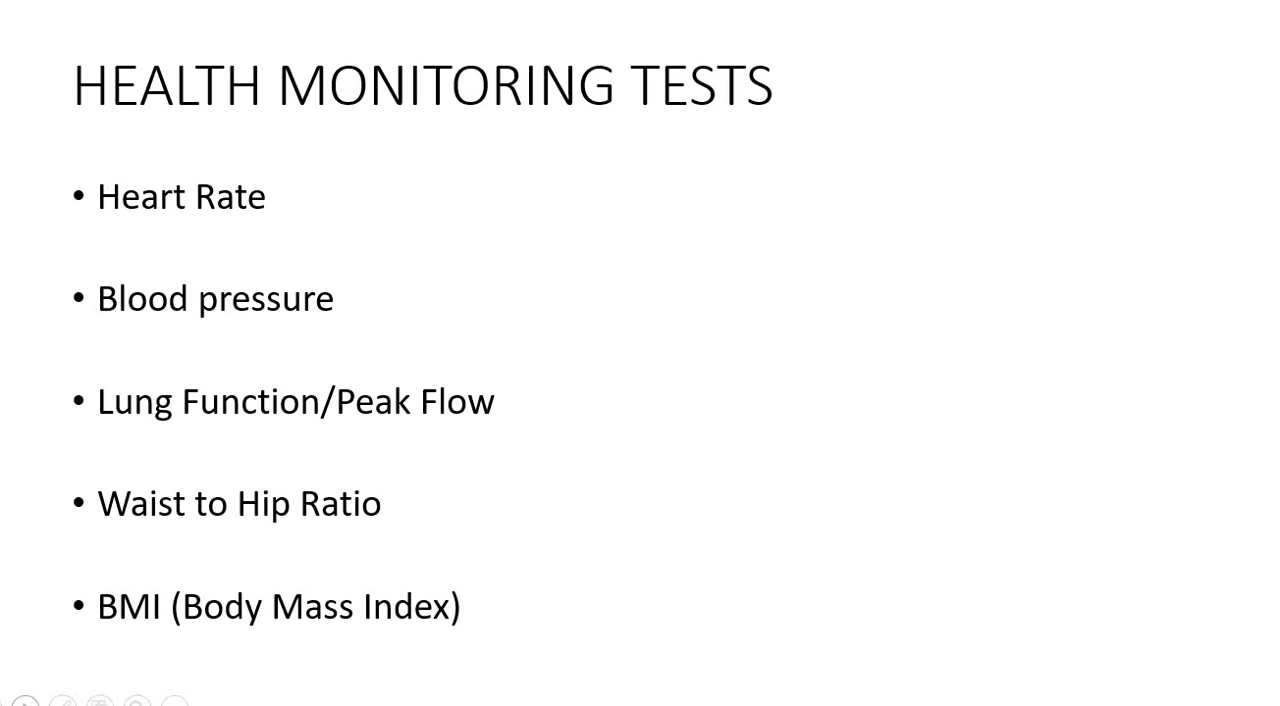 HEALTH MONITORING TESTS
• Heart Rate
• Blood pressure
• Lung Function/Peak Flow
• Waist to Hip Ratio
• BMI (Body Mass Index)